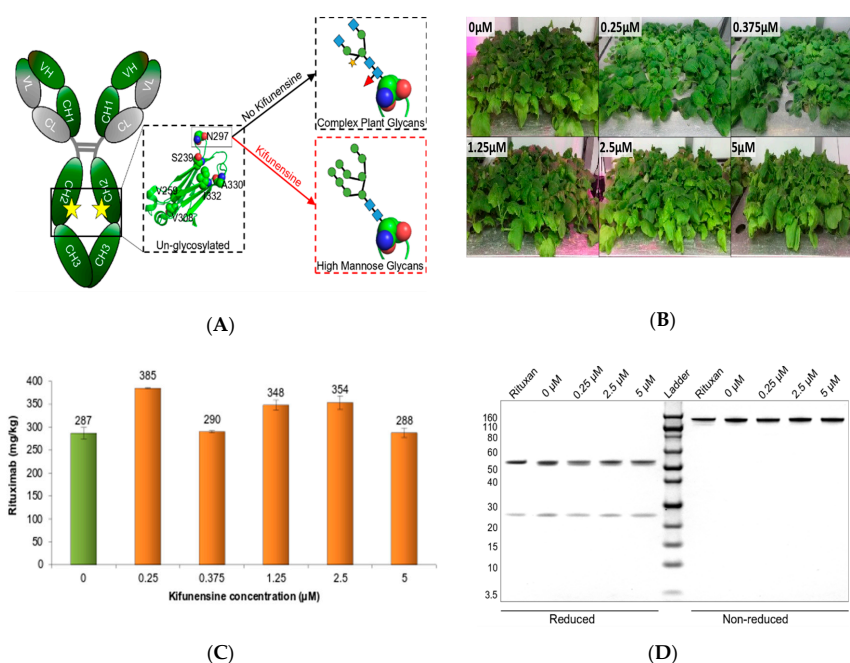 VH
VH
VL
VL
CH1
CH1
CL
CL
CH2
CH2
CH3
CH3
N297
S239
A330
V259
I332
V308
Un-glycosylated
No Kifunensine
Kifunensine
Complex Plant Glycans
High Mannose Glycans
(A)
0µM
0.25µM
0.375µM
1.25µM
2.5µM
5µM
(B)
Rituximab (mg/kg)
400
350
300
250
200
150
100
50
0
287
385
290
348
354
288
0 0.25 0.375 1.25 2.5 5
Kifunensine concentration (µM)
(C)
Rituxan 0 µM 0.25 µM 2.5 µM 5 µM Ladder Rituxan 0 µM 0.25 µM 2.5 µM 5 µM
160
110
80
60
50
40
30
20
15
10
3.5
Reduced Non-reduced
(D)